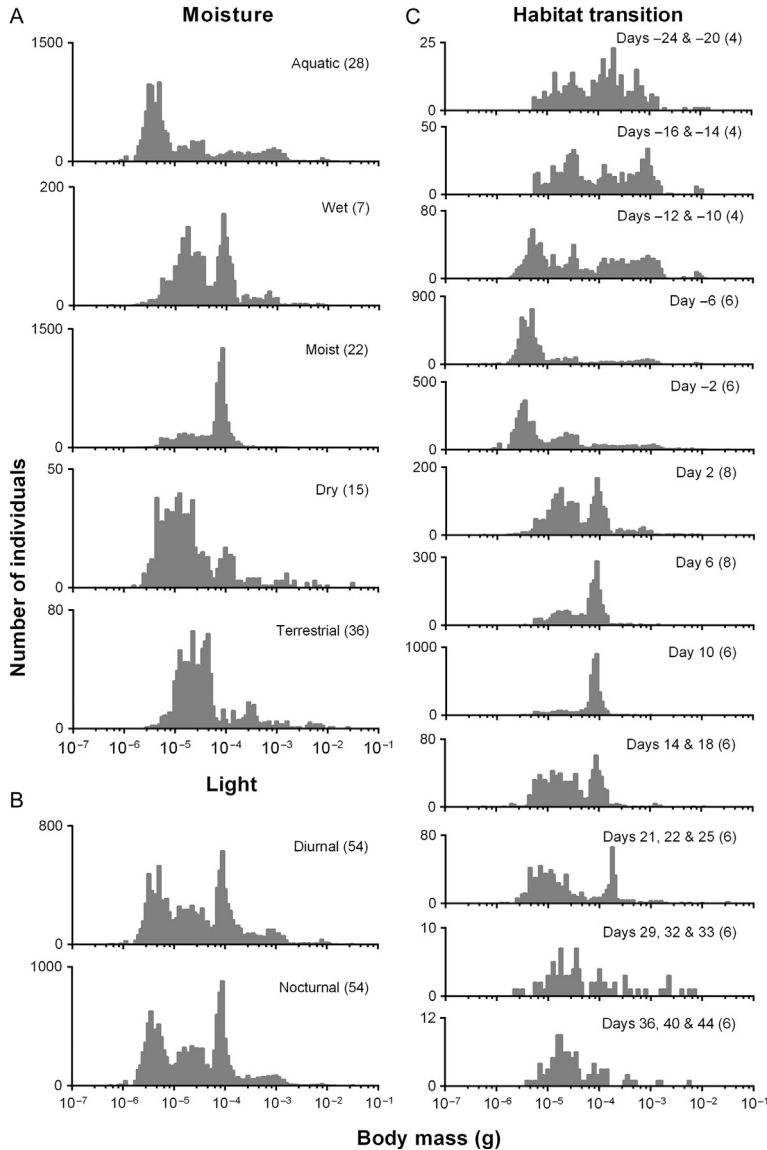 A
Moisture
1500
0
Aquatic (28)
200
0
Wet (7)
1500
0
Moist (22)
50
0
Dry (15)
80
0
Terrestrial (36)
10⁻⁷ 10⁻⁶ 10⁻⁵ 10⁻⁴ 10⁻³ 10⁻² 10⁻¹
Number of individuals
B
Light
800
0
Diurnal (54)
1000
0
Nocturnal (54)
10⁻⁷ 10⁻⁶ 10⁻⁵ 10⁻⁴ 10⁻³ 10⁻² 10⁻¹
C
Habitat transition
25
0
Days –24 & –20 (4)
50
0
Days –16 & –14 (4)
80
0
Days –12 & –10 (4)
900
0
Day –6 (6)
500
0
Day –2 (6)
200
0
Day 2 (8)
300
0
Day 6 (8)
1000
0
Day 10 (6)
80
0
Days 14 & 18 (6)
80
0
Days 21, 22 & 25 (6)
10
0
Days 29, 32 & 33 (6)
12
0
Days 36, 40 & 44 (6)
10⁻⁷ 10⁻⁶ 10⁻⁵ 10⁻⁴ 10⁻³ 10⁻² 10⁻¹
Body mass (g)